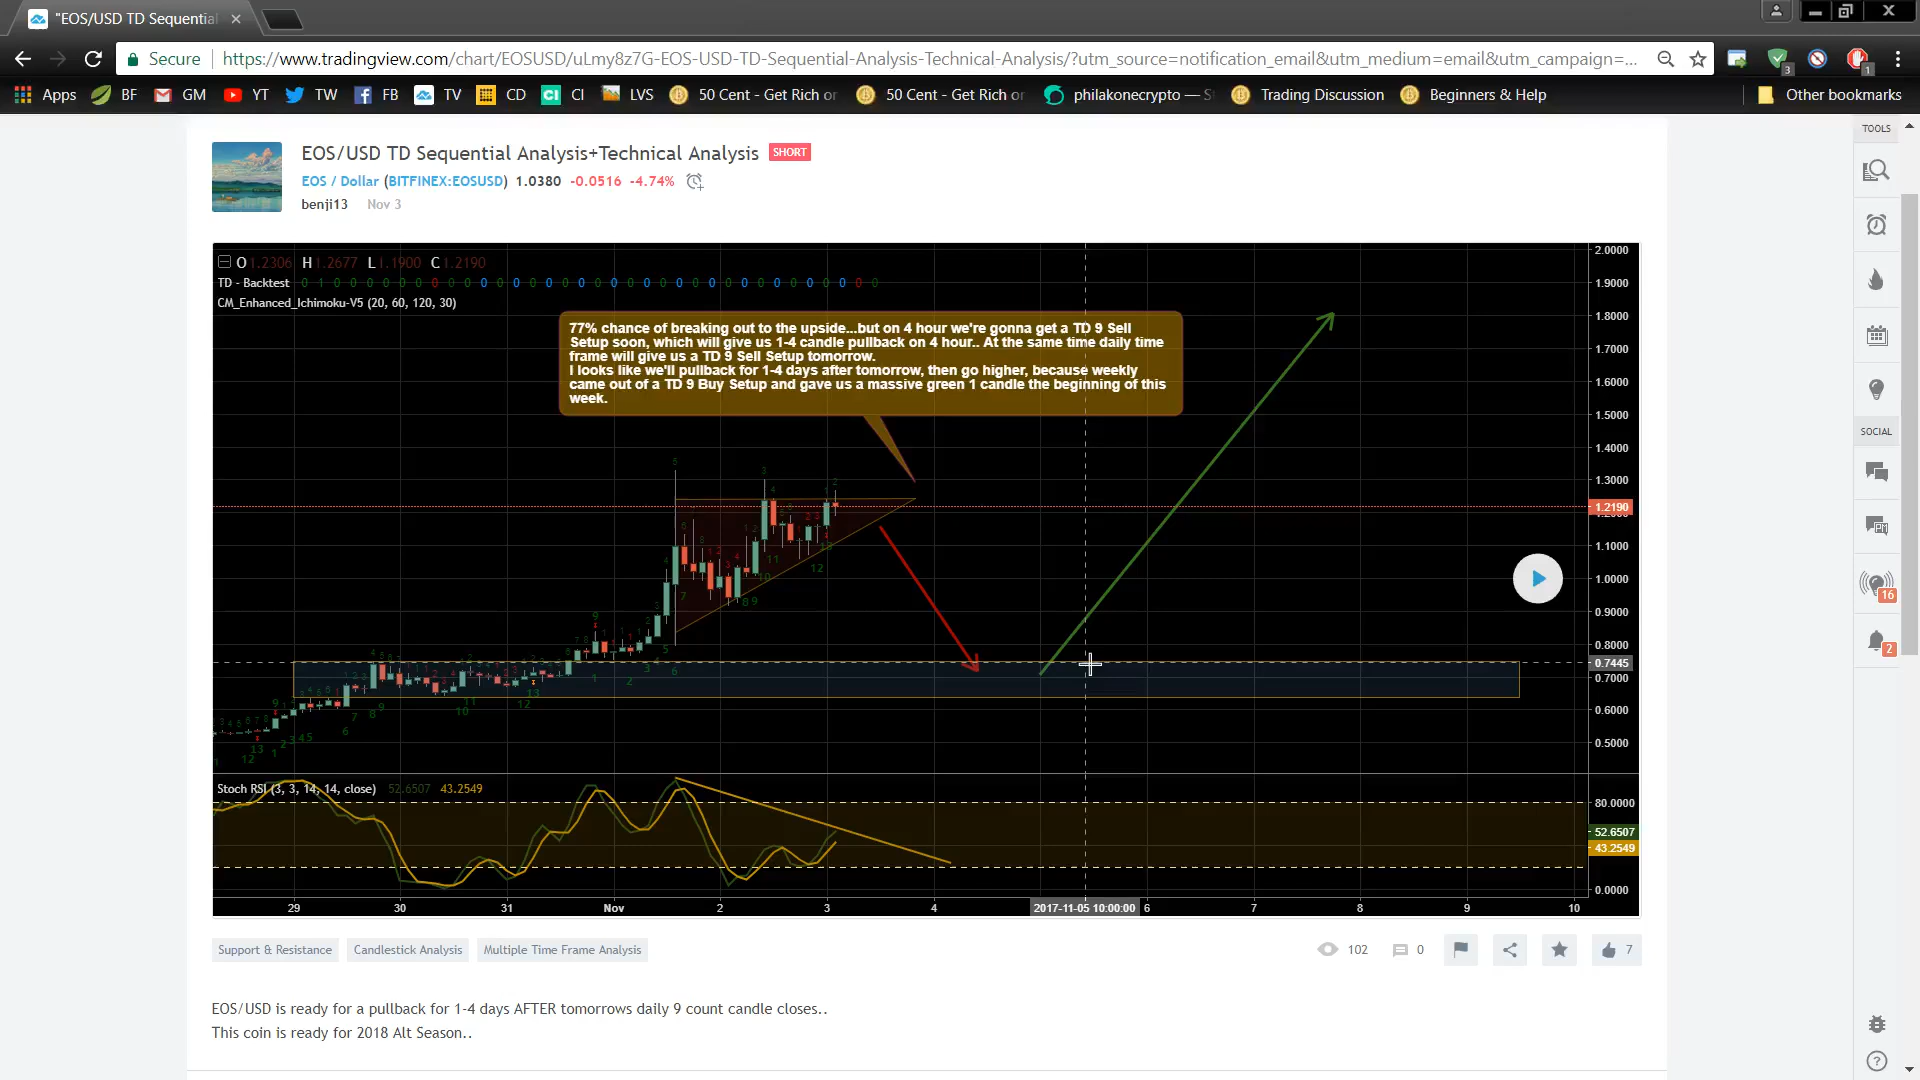 "EOS/USD TD Sequential
Secure
https://www.tradingview.com/chart/EOSUSD/uLmy8z7G-EOS-USD-TD-Sequential-Analysis-Technical-Analysis/?utm_source=notification_email&utm_medium=email&utm_campaign=...
3
1
Apps BF GM YT TW FB TV CD CI LVS 50 Cent - Get Rich or 50 Cent - Get Rich or philakonecrypto — S Trading Discussion Beginners & Help Other bookmarks
TOOLS
EOS/USD TD Sequential Analysis+Technical Analysis SHORT
EOS / Dollar (BITFINEX:EOSUSD) 1.0380 -0.0516 -4.74%
benji13 Nov 3
O1.2306 H1.2677 L1.1900 C1.2190
TD - Backtest
CM_Enhanced_Ichimoku-V5 (20, 60, 120, 30)
77% chance of breaking out to the upside...but on 4 hour we're gonna get a TD 9 Sell
Setup soon, which will give us 1-4 candle pullback on 4 hour.. At the same time daily time
frame will give us a TD 9 Sell Setup tomorrow.
I looks like we'll pullback for 1-4 days after tomorrow, then go higher, because weekly
came out of a TD 9 Buy Setup and gave us a massive green 1 candle the beginning of this
week.
2.0000
1.9000
1.8000
1.7000
1.6000
1.5000
1.4000
1.3000
1.2190
1.1000
1.0000
0.9000
0.8000
0.7445
0.7000
0.6000
0.5000
SOCIAL
16
2
Stoch RSI (3, 3, 14, 14, close) 52.6507 43.2549
80.0000
52.6507
43.2549
0.0000
29 30 31 Nov 2 3 4 2017-11-05 10:00:00 6 7 8 9 10
Support & Resistance Candlestick Analysis Multiple Time Frame Analysis
102 0 7
EOS/USD is ready for a pullback for 1-4 days AFTER tomorrows daily 9 count candle closes..
This coin is ready for 2018 Alt Season..